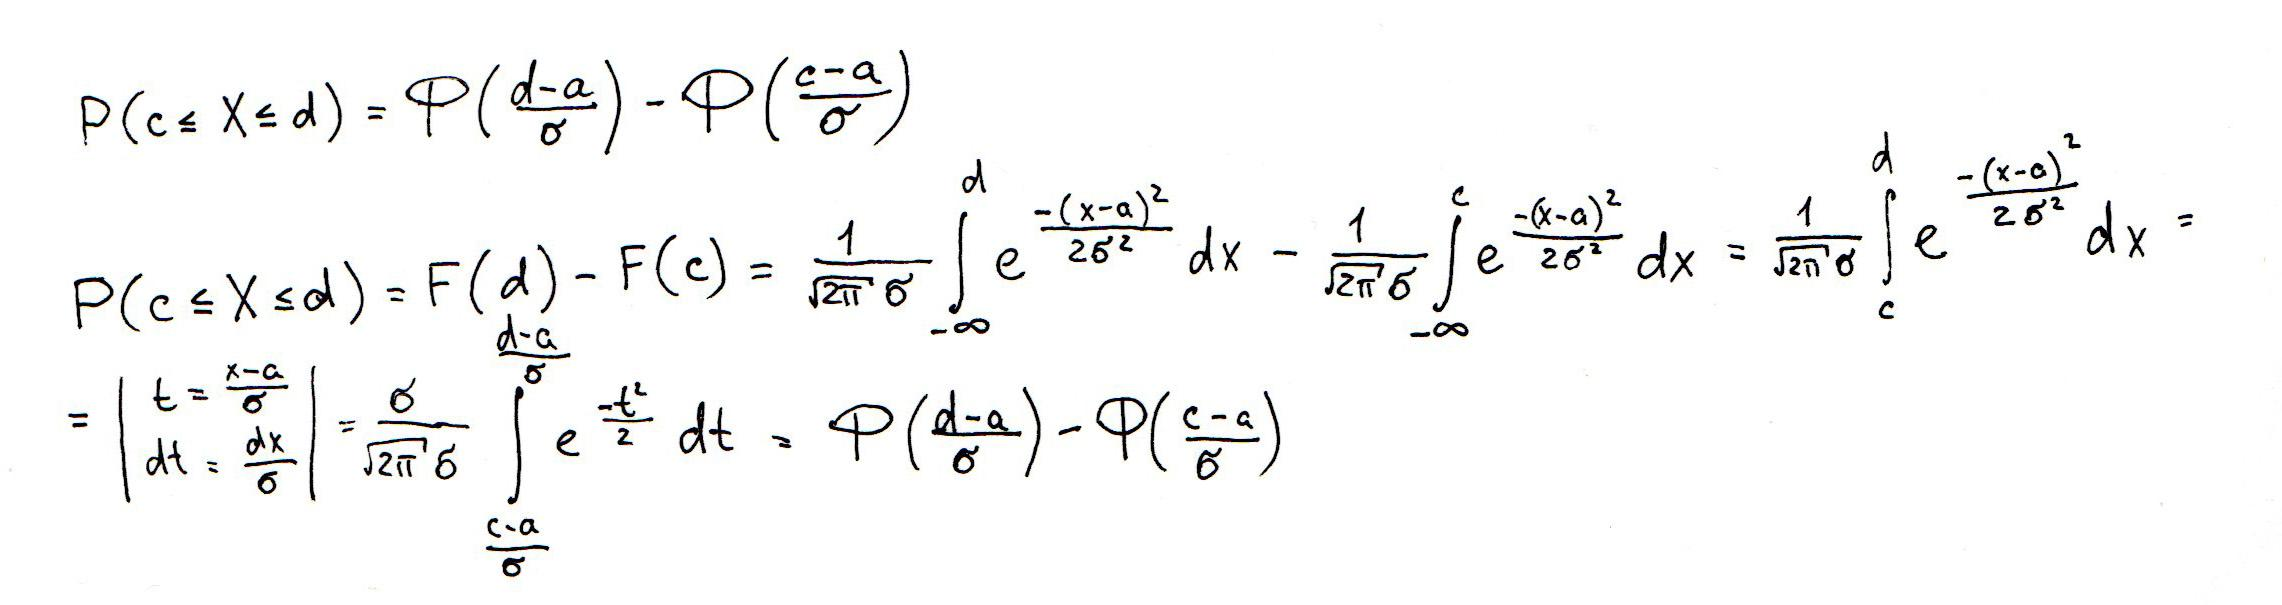 P(c ≤ X ≤ d) = Φ((d-a)/σ) - Φ((c-a)/σ)
P(c ≤ X ≤ d) = F(d) - F(c) = 1/(√(2π) σ) ∫_{-∞}^{d} e^{-(x-a)²/(2σ²)} dx - 1/(√(2π) σ) ∫_{-∞}^{c} e^{-(x-a)²/(2σ²)} dx = 1/(√(2π) σ) ∫_{c}^{d} e^{-(x-a)²/(2σ²)} dx =
= | t = (x-a)/σ, dt = dx/σ | = σ/(√(2π) σ) ∫_{(c-a)/σ}^{(d-a)/σ} e^{-t²/2} dt = Φ((d-a)/σ) - Φ((c-a)/σ)